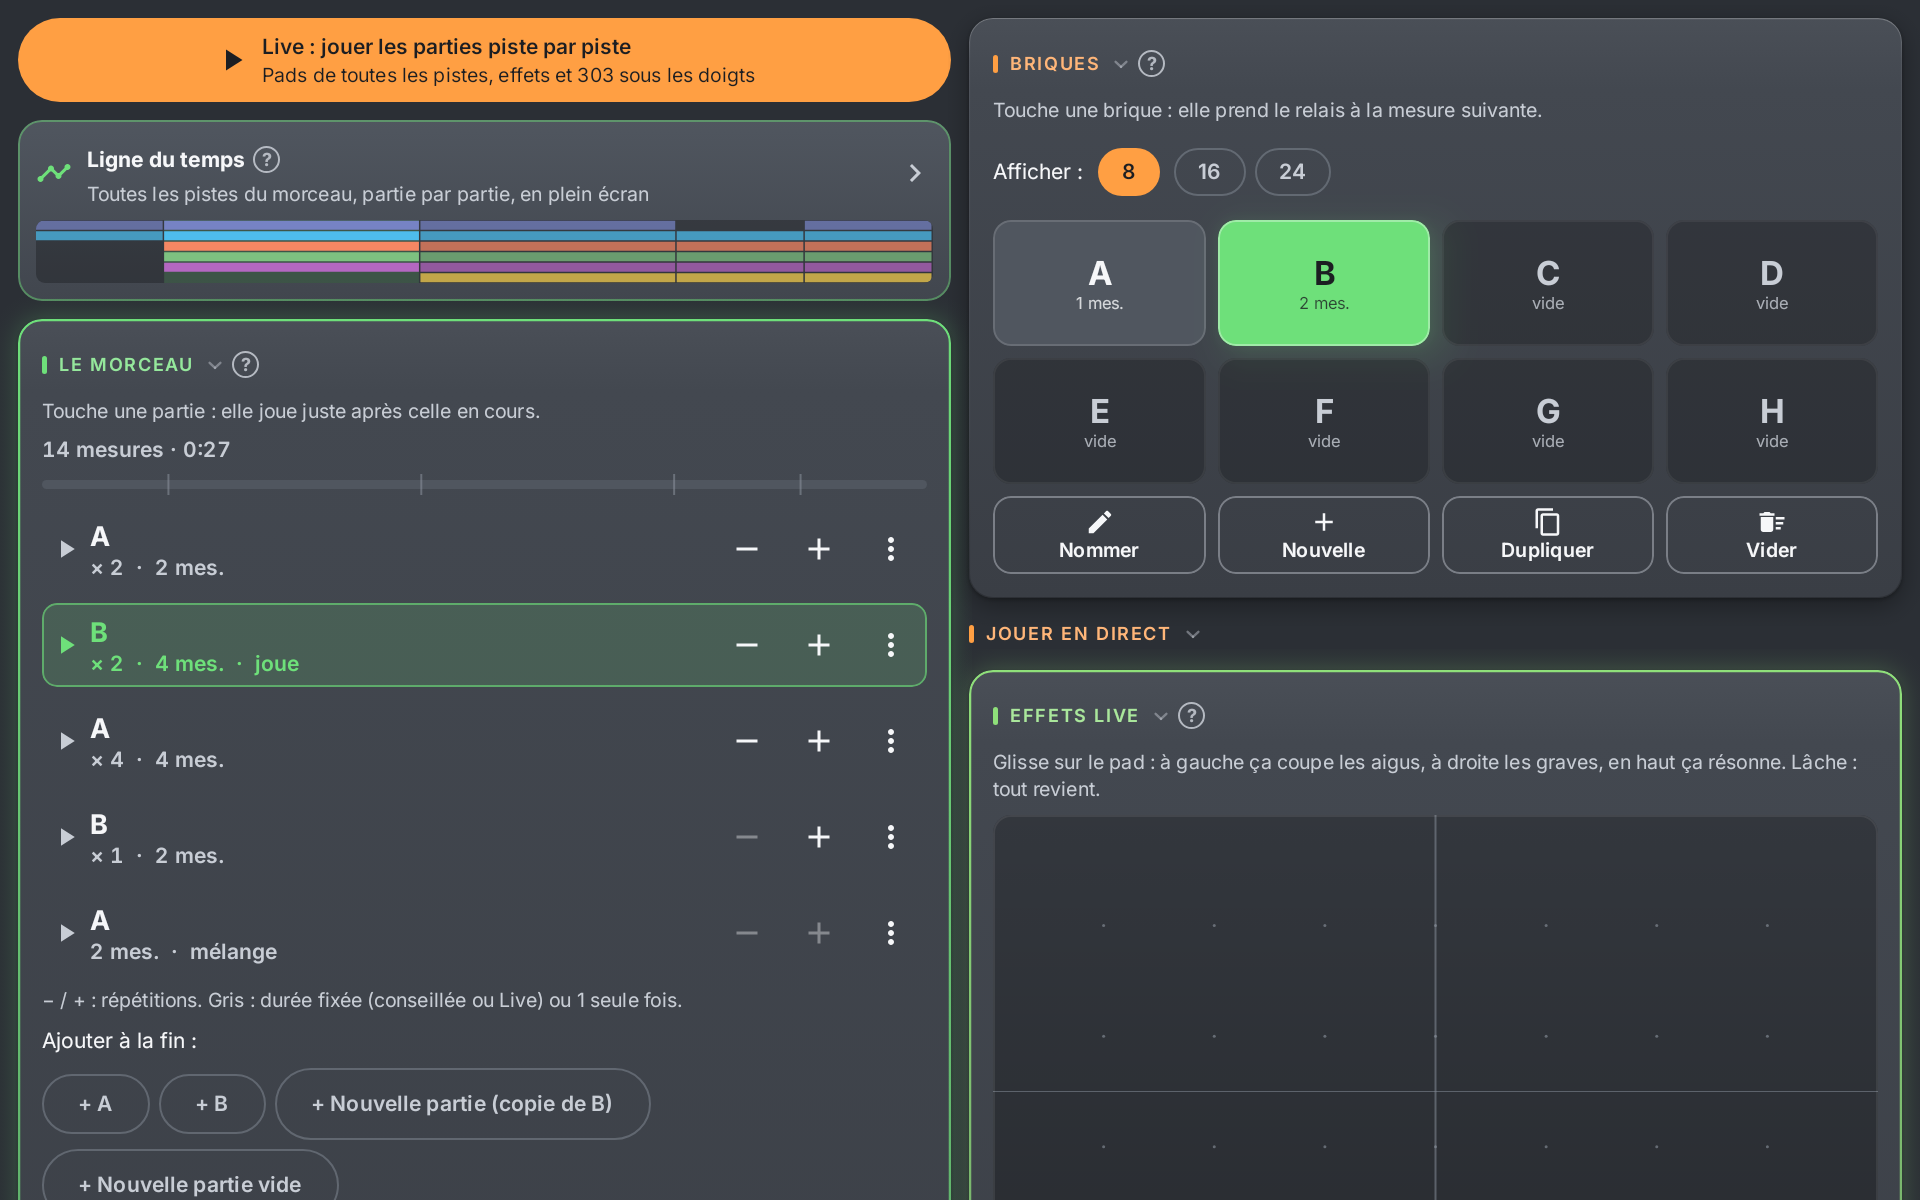 Live : jouer les parties piste par piste
Pads de toutes les pistes, effets et 303 sous les doigts
Ligne du temps ?
Toutes les pistes du morceau, partie par partie, en plein écran
LE MORCEAU ?
Touche une partie : elle joue juste après celle en cours.
14 mesures · 0:27
A
× 2 · 2 mes.
B
× 2 · 4 mes. · joue
A
× 4 · 4 mes.
B
× 1 · 2 mes.
A
2 mes. · mélange
− / + : répétitions. Gris : durée fixée (conseillée ou Live) ou 1 seule fois.
Ajouter à la fin :
+ A + B + Nouvelle partie (copie de B)
+ Nouvelle partie vide
BRIQUES ?
Touche une brique : elle prend le relais à la mesure suivante.
Afficher : 8 16 24
A B C D
1 mes. 2 mes. vide vide
E F G H
vide vide vide vide
Nommer Nouvelle Dupliquer Vider
JOUER EN DIRECT
EFFETS LIVE ?
Glisse sur le pad : à gauche ça coupe les aigus, à droite les graves, en haut ça résonne. Lâche :
tout revient.